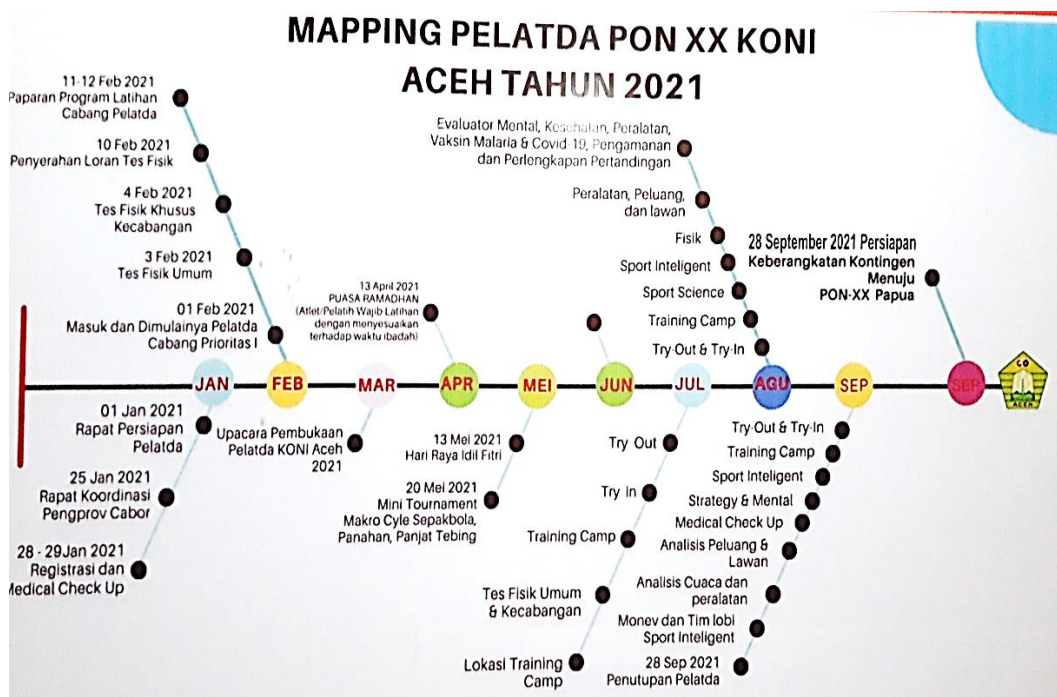 MAPPING PELATDA PON XX KONI
ACEH TAHUN 2021
11-12 Feb 2021
Paparan Program Latihan
Cabang Pelatda
10 Feb 2021
Penyerahan Loran Tes Fisik
4 Feb 2021
Tes Fisik Khusus
Kecabangan
3 Feb 2021
Tes Fisik Umum
01 Feb 2021
Masuk dan Dimulainya Pelatda
Cabang Prioritas I
13 April 2021
PUASA RAMADHAN
(Atlet/Pelatih Wajib Latihan
dengan menyesuaikan
terhadap waktu ibadah)
Evaluator Mental, Kesehatan, Peralatan,
Vaksin Malaria & Covid-19, Pengamanan
dan Perlengkapan Pertandingan
Peralatan, Peluang,
dan lawan
Fisik
Sport Inteligent
Sport Science
Training Camp
Try-Out & Try-In
28 September 2021 Persiapan
Keberangkatan Kontingen
Menuju
PON-XX Papua
JAN FEB MAR APR MEI JUN JUL AGU SEP SEP
ACEH
01 Jan 2021
Rapat Persiapan
Pelatda
25 Jan 2021
Rapat Koordinasi
Pengprov Cabor
28 - 29Jan 2021
Registrasi dan
Medical Check Up
Upacara Pembukaan
Pelatda KONI Aceh
2021
13 Mei 2021
Hari Raya Idil Fitri
20 Mei 2021
Mini Tournament
Makro Cyle Sepakbola,
Panahan, Panjat Tebing
Try Out
Try In
Training Camp
Tes Fisik Umum
& Kecabangan
Lokasi Training
Camp
Try-Out & Try-In
Training Camp
Sport Inteligent
Strategy & Mental
Medical Check Up
Analisis Peluang &
Lawan
Analisis Cuaca dan
peralatan
Monev dan Tim lobi
Sport Inteligent
28 Sep 2021
Penutupan Pelatda